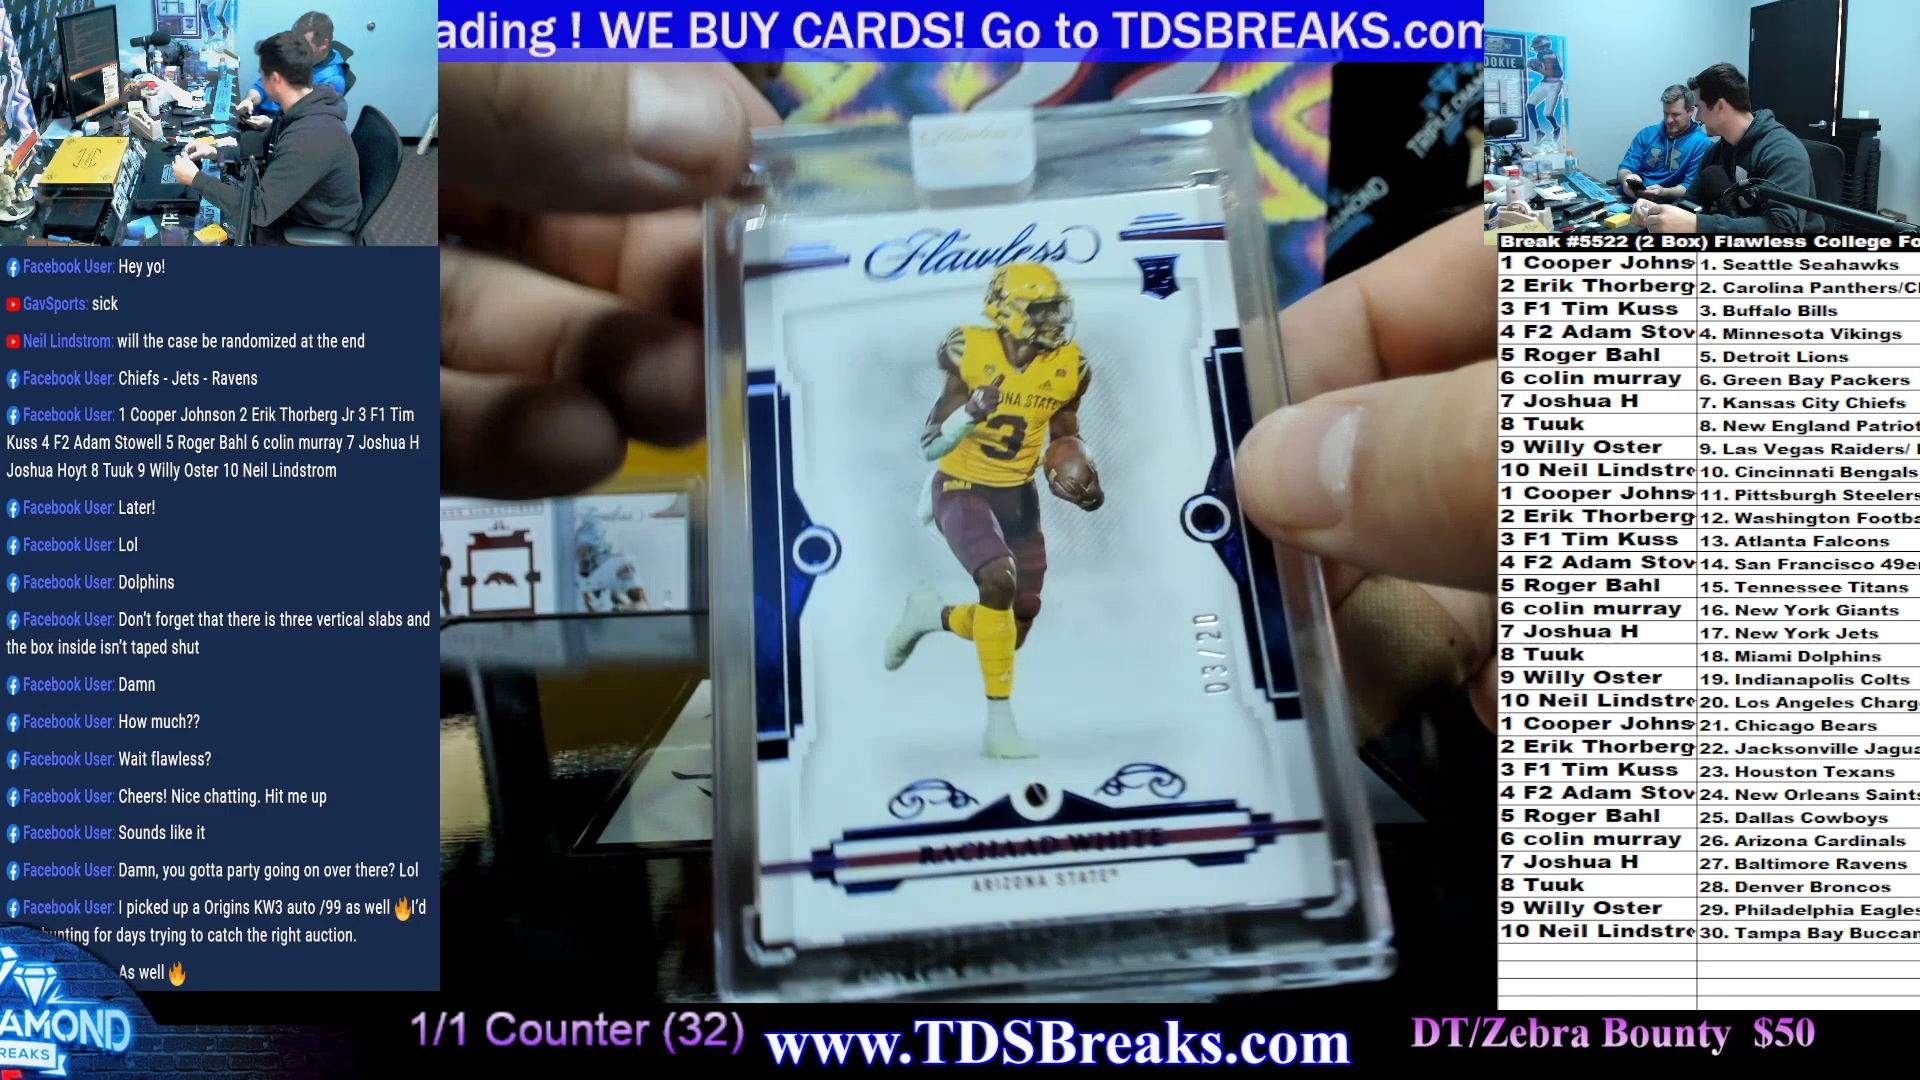 ading ! WE BUY CARDS! Go to TDSBREAKS.com
Facebook User: Hey yo!
GavSports: sick
Neil Lindstrom: will the case be randomized at the end
Facebook User: Chiefs - Jets - Ravens
Facebook User: 1 Cooper Johnson 2 Erik Thorberg Jr 3 F1 Tim
Kuss 4 F2 Adam Stowell 5 Roger Bahl 6 colin murray 7 Joshua H
Joshua Hoyt 8 Tuuk 9 Willy Oster 10 Neil Lindstrom
Facebook User: Later!
Facebook User: Lol
Facebook User: Dolphins
Facebook User: Don't forget that there is three vertical slabs and
the box inside isn't taped shut
Facebook User: Damn
Facebook User: How much??
Facebook User: Wait flawless?
Facebook User: Cheers! Nice chatting. Hit me up
Facebook User: Sounds like it
Facebook User: Damn, you gotta party going on over there? Lol
Facebook User: I picked up a Origins KW3 auto /99 as well 🔥I'd
unting for days trying to catch the right auction.
As well 🔥
AMOND
REAKS
TRIPLE DIAM
AMOND
Flawless
ONA STATE
3
03/20
RACHAAD WHITE
ARIZONA STATE
OOKIE
Break #5522 (2 Box) Flawless College Fo
1 Cooper Johns 1. Seattle Seahawks
2 Erik Thorberg 2. Carolina Panthers/Cl
3 F1 Tim Kuss 3. Buffalo Bills
4 F2 Adam Stov 4. Minnesota Vikings
5 Roger Bahl 5. Detroit Lions
6 colin murray 6. Green Bay Packers
7 Joshua H 7. Kansas City Chiefs
8 Tuuk 8. New England Patriot
9 Willy Oster 9. Las Vegas Raiders/
10 Neil Lindstr 10. Cincinnati Bengals
1 Cooper Johns 11. Pittsburgh Steelers
2 Erik Thorberg 12. Washington Footba
3 F1 Tim Kuss 13. Atlanta Falcons
4 F2 Adam Stov 14. San Francisco 49e
5 Roger Bahl 15. Tennessee Titans
6 colin murray 16. New York Giants
7 Joshua H 17. New York Jets
8 Tuuk 18. Miami Dolphins
9 Willy Oster 19. Indianapolis Colts
10 Neil Lindstr 20. Los Angeles Charg
1 Cooper Johns 21. Chicago Bears
2 Erik Thorberg 22. Jacksonville Jagua
3 F1 Tim Kuss 23. Houston Texans
4 F2 Adam Stov 24. New Orleans Saints
5 Roger Bahl 25. Dallas Cowboys
6 colin murray 26. Arizona Cardinals
7 Joshua H 27. Baltimore Ravens
8 Tuuk 28. Denver Broncos
9 Willy Oster 29. Philadelphia Eagles
10 Neil Lindstr 30. Tampa Bay Buccan
1/1 Counter (32)
www.TDSBreaks.com
DT/Zebra Bounty $50